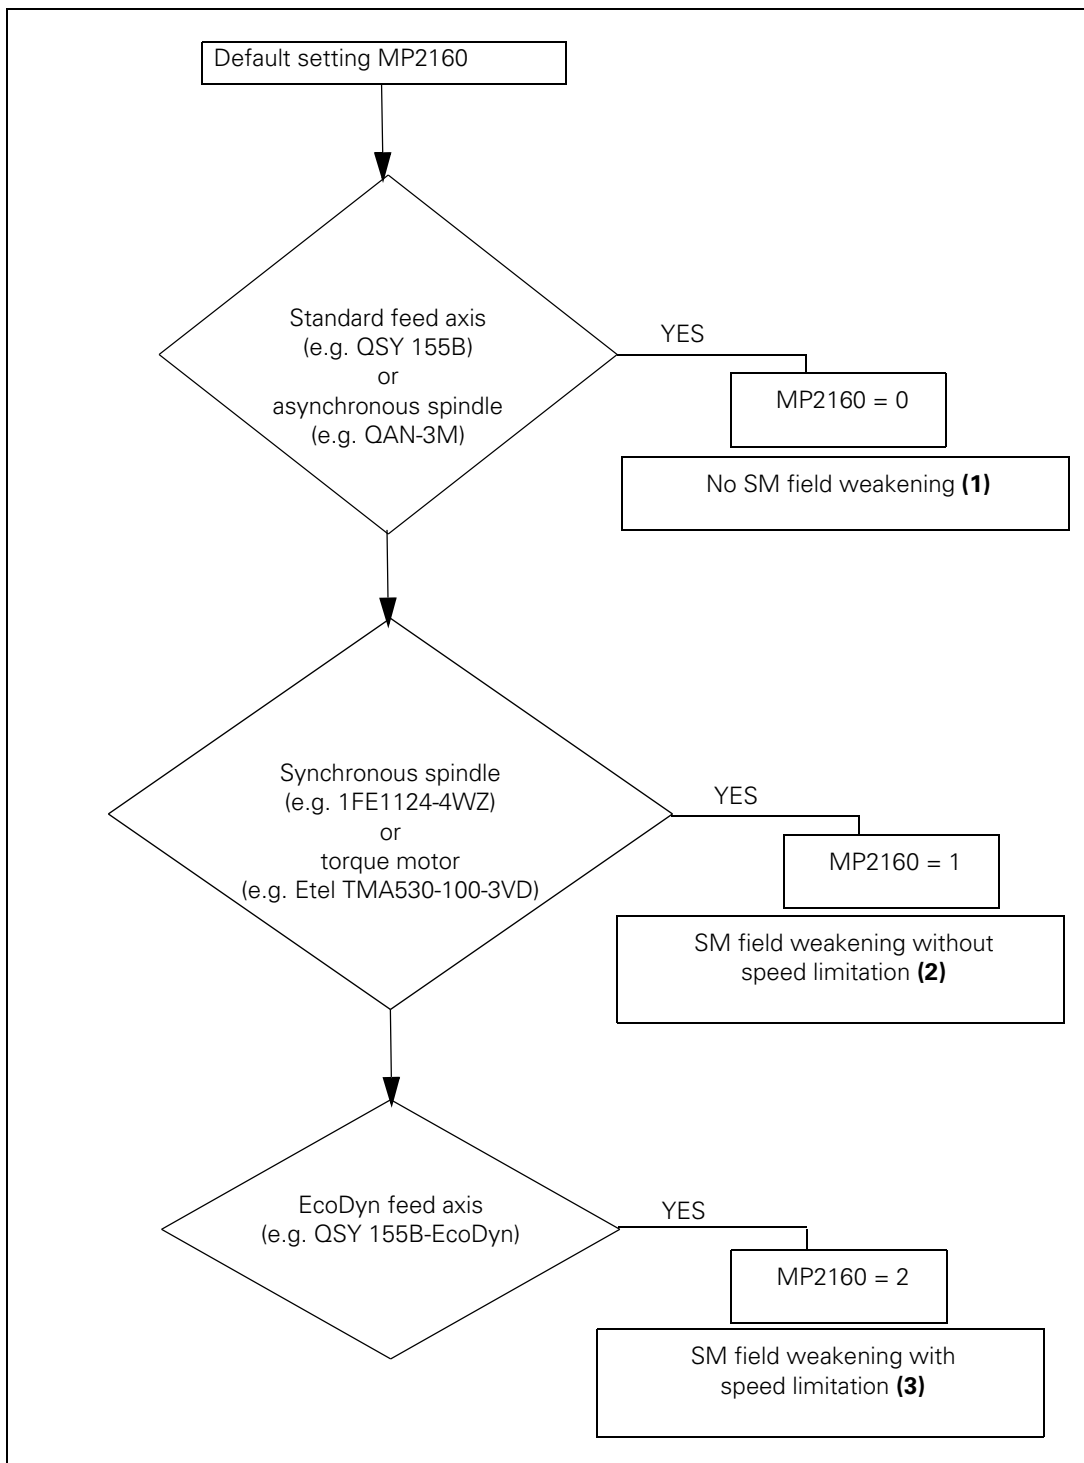 Default setting MP2160
Standard feed axis
(e.g. QSY 155B)
or
asynchronous spindle
(e.g. QAN-3M)
YES
MP2160 = 0
No SM field weakening (1)
Synchronous spindle
(e.g. 1FE1124-4WZ)
or
torque motor
(e.g. Etel TMA530-100-3VD)
YES
MP2160 = 1
SM field weakening without
speed limitation (2)
EcoDyn feed axis
(e.g. QSY 155B-EcoDyn)
YES
MP2160 = 2
SM field weakening with
speed limitation (3)